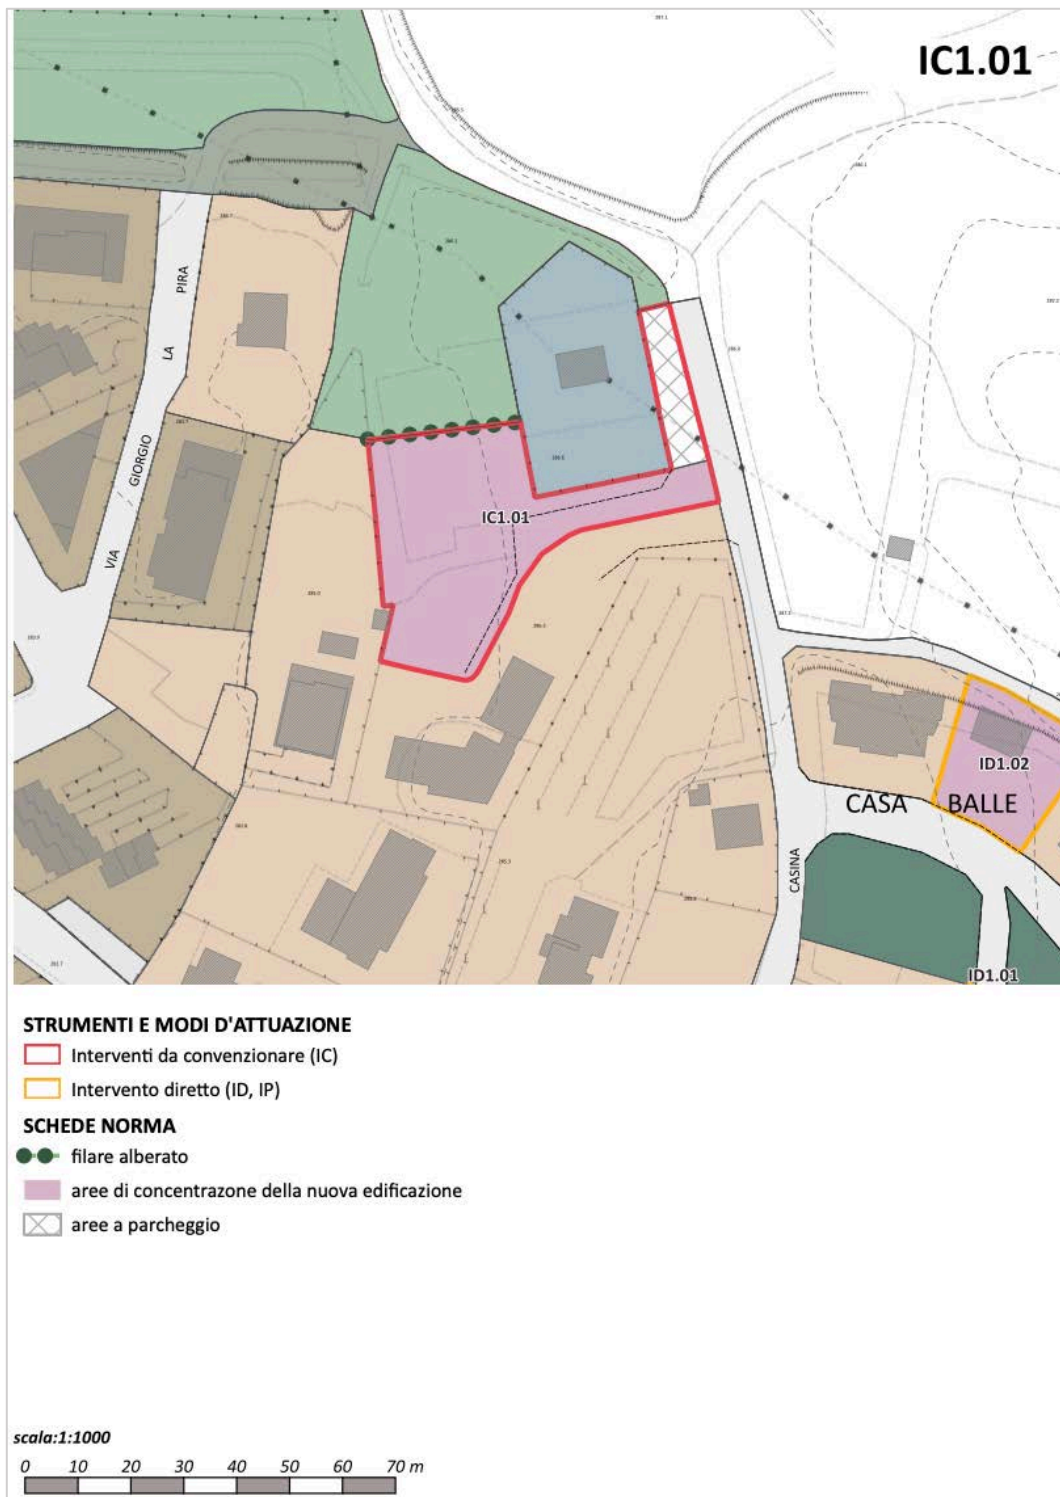 IC1.01
VIA GIORGIO LA PIRA
IC1.01
ID1.02
CASA BALLE
CASINA
ID1.01
STRUMENTI E MODI D'ATTUAZIONE
Interventi da convenzionare (IC)
Intervento diretto (ID, IP)
SCHEDE NORMA
filare alberato
aree di concentrazone della nuova edificazione
aree a parcheggio
scala:1:1000
0 10 20 30 40 50 60 70 m